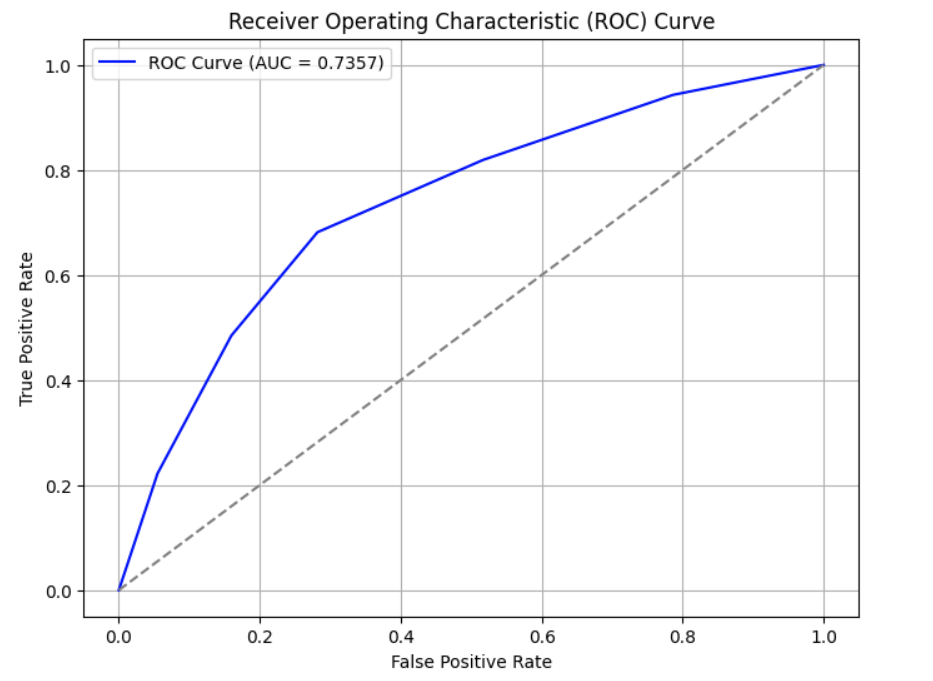 Receiver Operating Characteristic (ROC) Curve
ROC Curve (AUC = 0.7357)
1.0
0.8
0.6
0.4
0.2
0.0
True Positive Rate
0.0 0.2 0.4 0.6 0.8 1.0
False Positive Rate